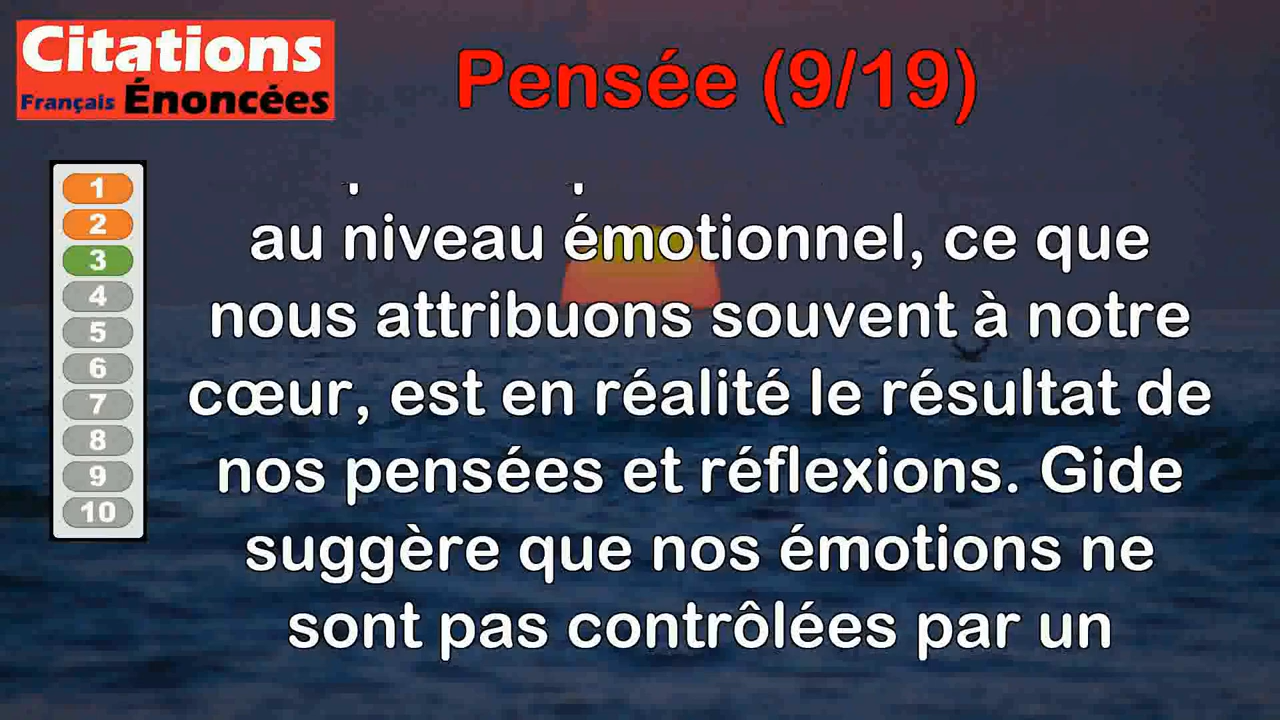 Citations
Français Énoncées
Pensée (9/19)
1
2
3
4
5
6
7
8
9
10
au niveau émotionnel, ce que
nous attribuons souvent à notre
cœur, est en réalité le résultat de
nos pensées et réflexions. Gide
suggère que nos émotions ne
sont pas contrôlées par un